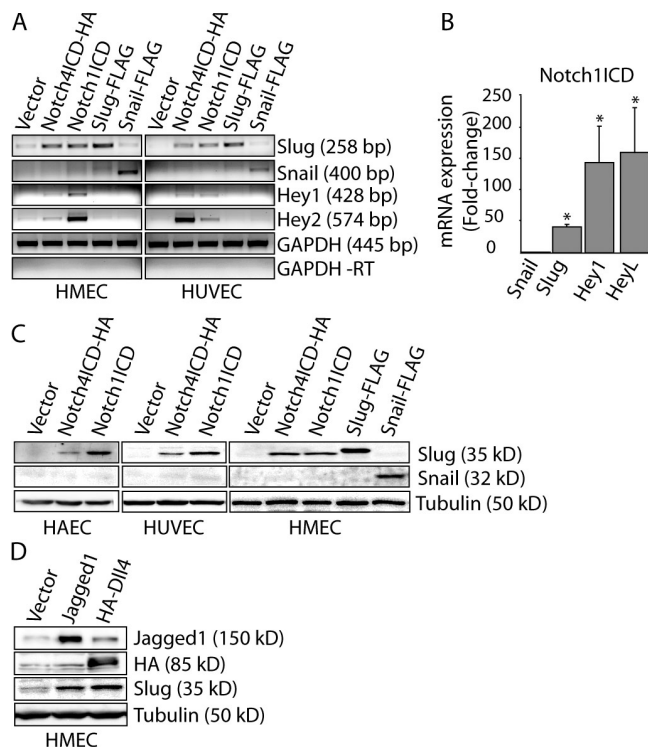 A
Vector
Notch4ICD-HA
Notch1ICD
Slug-FLAG
Snail-FLAG
Vector
Notch4ICD-HA
Notch1ICD
Slug-FLAG
Snail-FLAG
Slug (258 bp)
Snail (400 bp)
Hey1 (428 bp)
Hey2 (574 bp)
GAPDH (445 bp)
GAPDH -RT
HMEC
HUVEC
B
Notch1ICD
mRNA expression
(Fold-change)
250
200
150
100
50
0
*
*
*
Snail
Slug
Hey1
HeyL
C
Vector
Notch4ICD-HA
Notch1ICD
Vector
Notch4ICD-HA
Notch1ICD
Vector
Notch4ICD-HA
Notch1ICD
Slug-FLAG
Snail-FLAG
Slug (35 kD)
Snail (32 kD)
Tubulin (50 kD)
HAEC
HUVEC
HMEC
D
Vector
Jagged1
HA-Dll4
Jagged1 (150 kD)
HA (85 kD)
Slug (35 kD)
Tubulin (50 kD)
HMEC